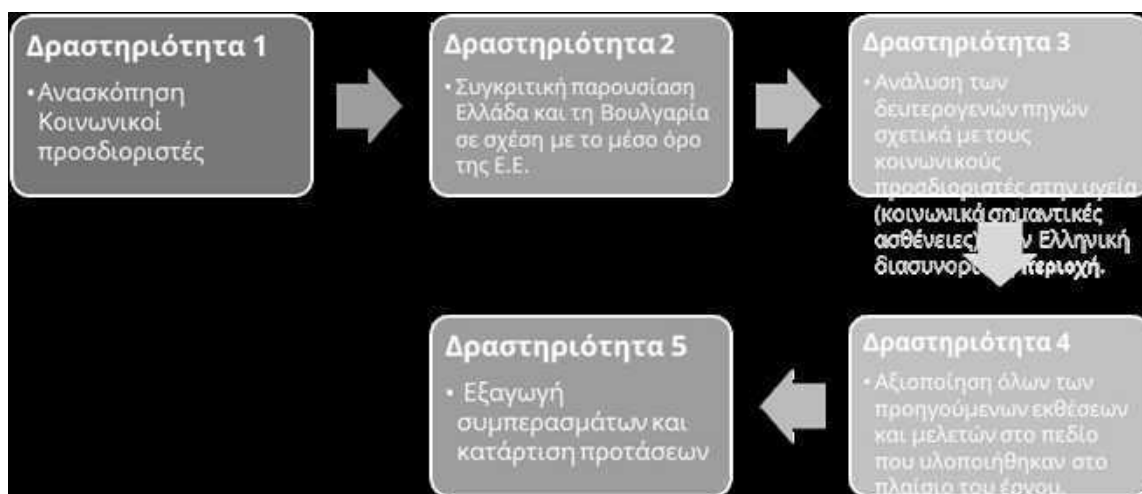 Δραστηριότητα 1
• Ανασκόπηση
Κοινωνικοί
προσδιοριστές
Δραστηριότητα 2
• Συγκριτική παρουσίαση
Ελλάδα και τη Βουλγαρία
σε σχέση με το μέσο όρο
της Ε.Ε.
Δραστηριότητα 3
• Ανάλυση των
δευτερογενών πηγών
σχετικά με τους
κοινωνικούς
προσδιοριστές στην υγεία
(κοινωνικά σημαντικές
ασθένειες) Ελληνική
περιοχή.
Δραστηριότητα 4
• Αξιοποίηση όλων των
προηγούμενων εκθέσεων
και μελετών στο πεδίο
που υλοποιήθηκαν στο
πλαίσιο του έργου.
Δραστηριότητα 5
• Εξαγωγή
συμπερασμάτων και
κατάρτιση προτάσεων